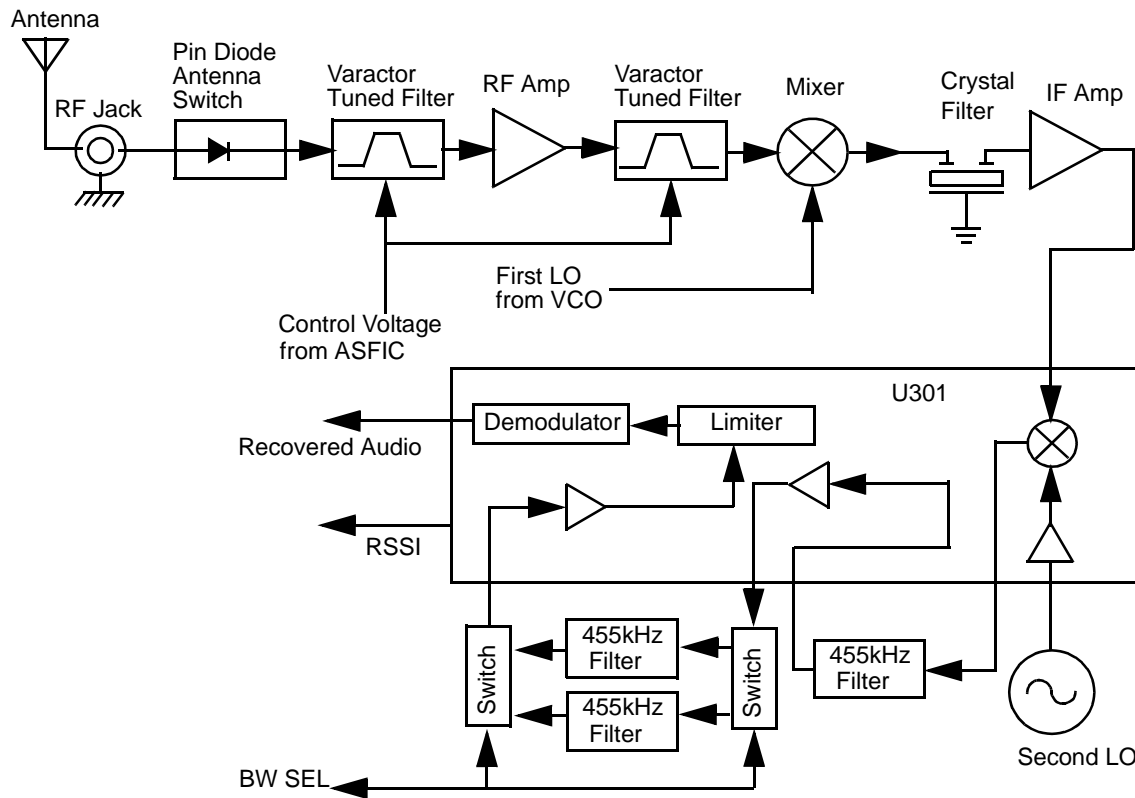 Antenna
Pin Diode
Antenna
Switch
RF Jack
Varactor
Tuned Filter
RF Amp
Varactor
Tuned Filter
Mixer
Crystal
Filter
IF Amp
First LO
from VCO
Control Voltage
from ASFIC
U301
Demodulator
Limiter
Recovered Audio
RSSI
Switch
455kHz
Filter
455kHz
Filter
Switch
455kHz
Filter
Second LO
BW SEL